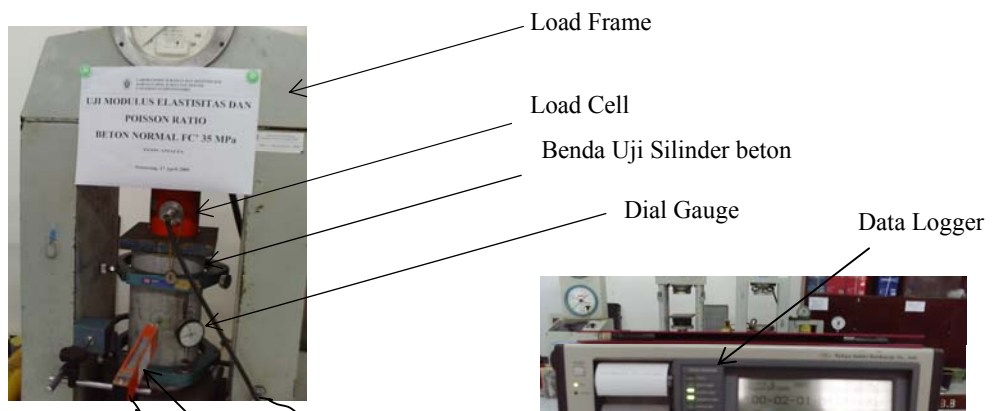 Load Frame
UJI MODULUS ELASTISITAS DAN
POISSON RATIO
BETON NORMAL FC' 35 MPa
Load Cell
Benda Uji Silinder beton
Dial Gauge
Data Logger